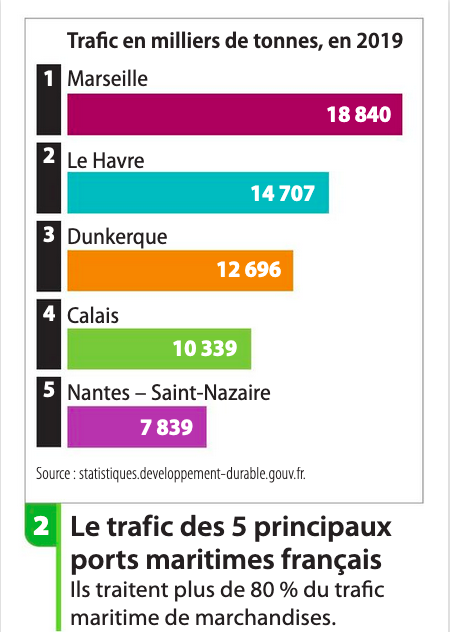 Trafic en milliers de tonnes, en 2019
1 Marseille
18 840
2 Le Havre
14 707
3 Dunkerque
12 696
4 Calais
10 339
5 Nantes – Saint-Nazaire
7 839
Source : statistiques.developpement-durable.gouv.fr.
2 Le trafic des 5 principaux
ports maritimes français
Ils traitent plus de 80 % du trafic
maritime de marchandises.